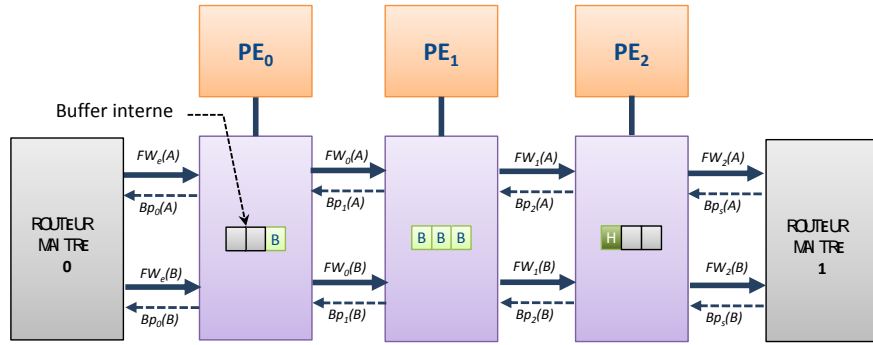 PE0
PE1
PE2
Buffer interne
FWe(A)
FW0(A)
FW1(A)
FW2(A)
Bp0(A)
Bp1(A)
Bp2(A)
Bps(A)
ROUTEUR
MAITRE
0
B
B B B
H
ROUTEUR
MAITRE
1
FWe(B)
FW0(B)
FW1(B)
FW2(B)
Bp0(B)
Bp1(B)
Bp2(B)
Bps(B)